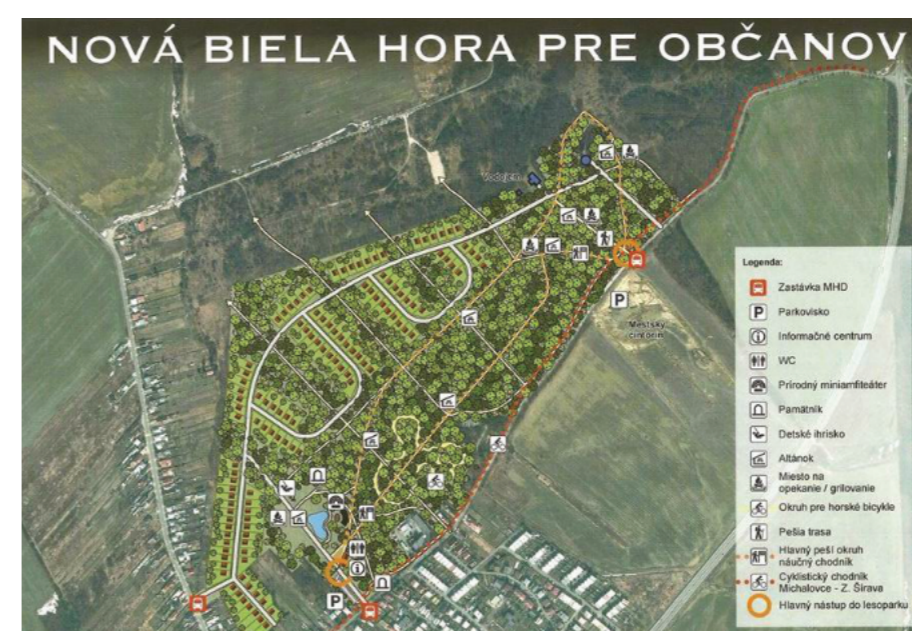 NOVÁ BIELA HORA PRE OBČANOV
Vodojem
Mestský
cintorín
Legenda:
Zastávka MHD
P
Parkovisko
Informačné centrum
WC
Prírodný miniamfiteáter
Pamätník
Detské ihrisko
Altánok
Miesto na
opekanie / grilovanie
Okruh pre horské bicykle
Pešia trasa
Hlavný peší okruh
náučný chodník
Cyklistický chodník
Michalovce - Z. Šírava
Hlavný nástup do lesoparku
P
P